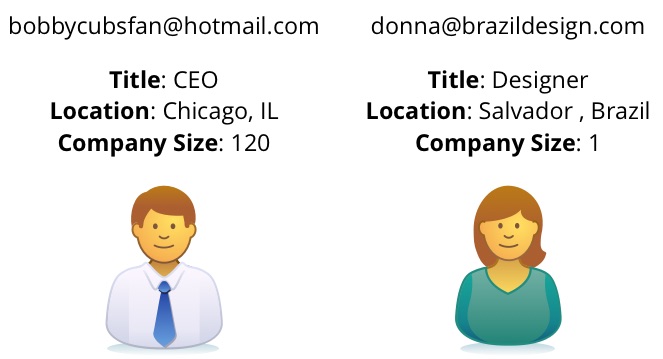 bobbycubsfan@hotmail.com
Title: CEO
Location: Chicago, IL
Company Size: 120
donna@brazildesign.com
Title: Designer
Location: Salvador , Brazil
Company Size: 1